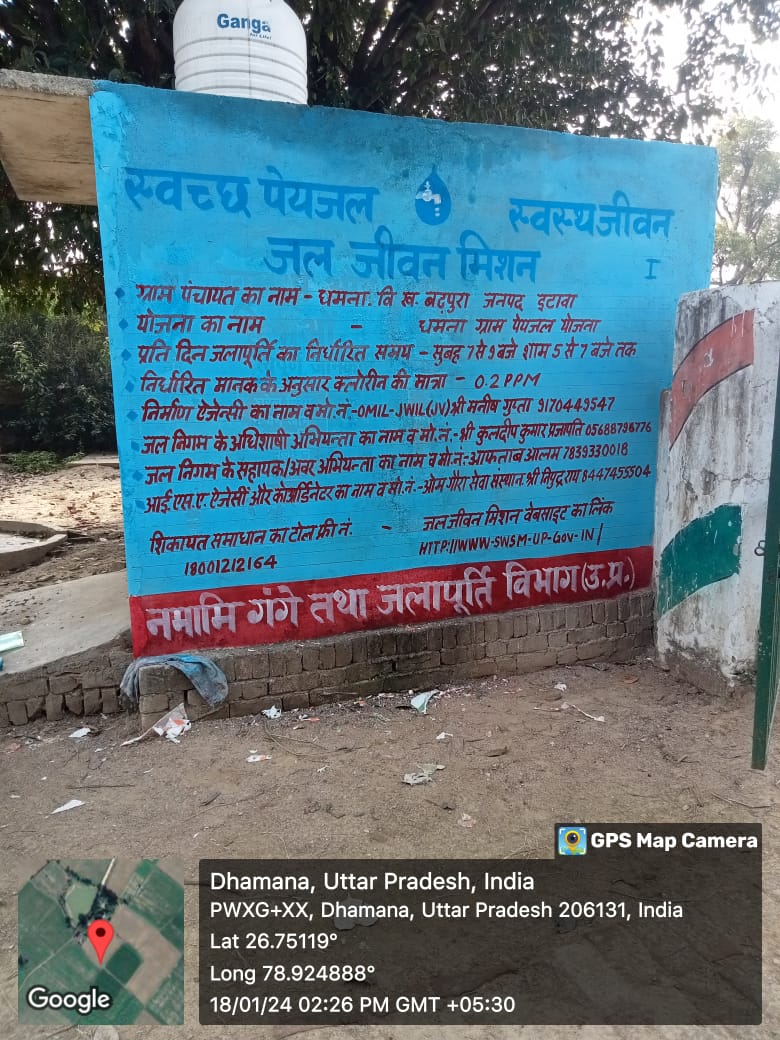 Ganga
स्वच्छ पेयजल स्वस्थ जीवन
जल जीवन मिशन
I
ग्राम पंचायत का नाम - धमना. वि ख. बढ़पुरा जनपद इटावा
योजना का नाम - धमना ग्राम पेयजल योजना
प्रति दिन जलापूर्ति का निर्धारित समय - सुबह 7 से 9 बजे शाम 5 से 7 बजे तक
निर्धारित मानक के अनुसार क्लोरीन की मात्रा - 0.2 PPM
निर्माण ऐजेन्सी का नाम व मो.नं.-OMIL-JWIL(JV) श्री मनीष गुप्ता 9170449547
जल निगम के अधिशाषी अभियन्ता का नाम व मो.नं.-श्री कुलदीप कुमार प्रजापति 05688796776
जल निगम के सहायक/अवर अभियन्ता का नाम व मो.नं-आफताब आलम 7839330018
आई.एस.ए. ऐजेंसी और कोआर्डिनेटर का नाम व मो.नं.-ओम गौरा सेवा संस्थान श्री राय 8447455504
शिकायत समाधान का टोल फ्री नं. - जल जीवन मिशन वेबसाइट का लिंक
18001212164 HTTP://WWW-SWSM-UP-GOV-IN/
नमामि गंगे तथा जलापूर्ति विभाग (उ.प्र.)
GPS Map Camera
Dhamana, Uttar Pradesh, India
PWXG+XX, Dhamana, Uttar Pradesh 206131, India
Lat 26.75119°
Long 78.924888°
18/01/24 02:26 PM GMT +05:30
Google